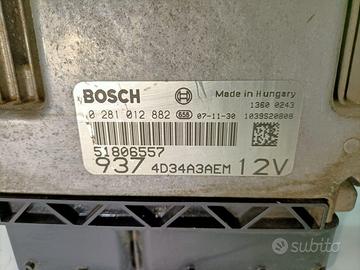 BOSCH Made in Hungary
1360 0243
0 281 012 882 658 07-11-30 1039S20808
51806557
937 4D34A3AEM 12V
subito